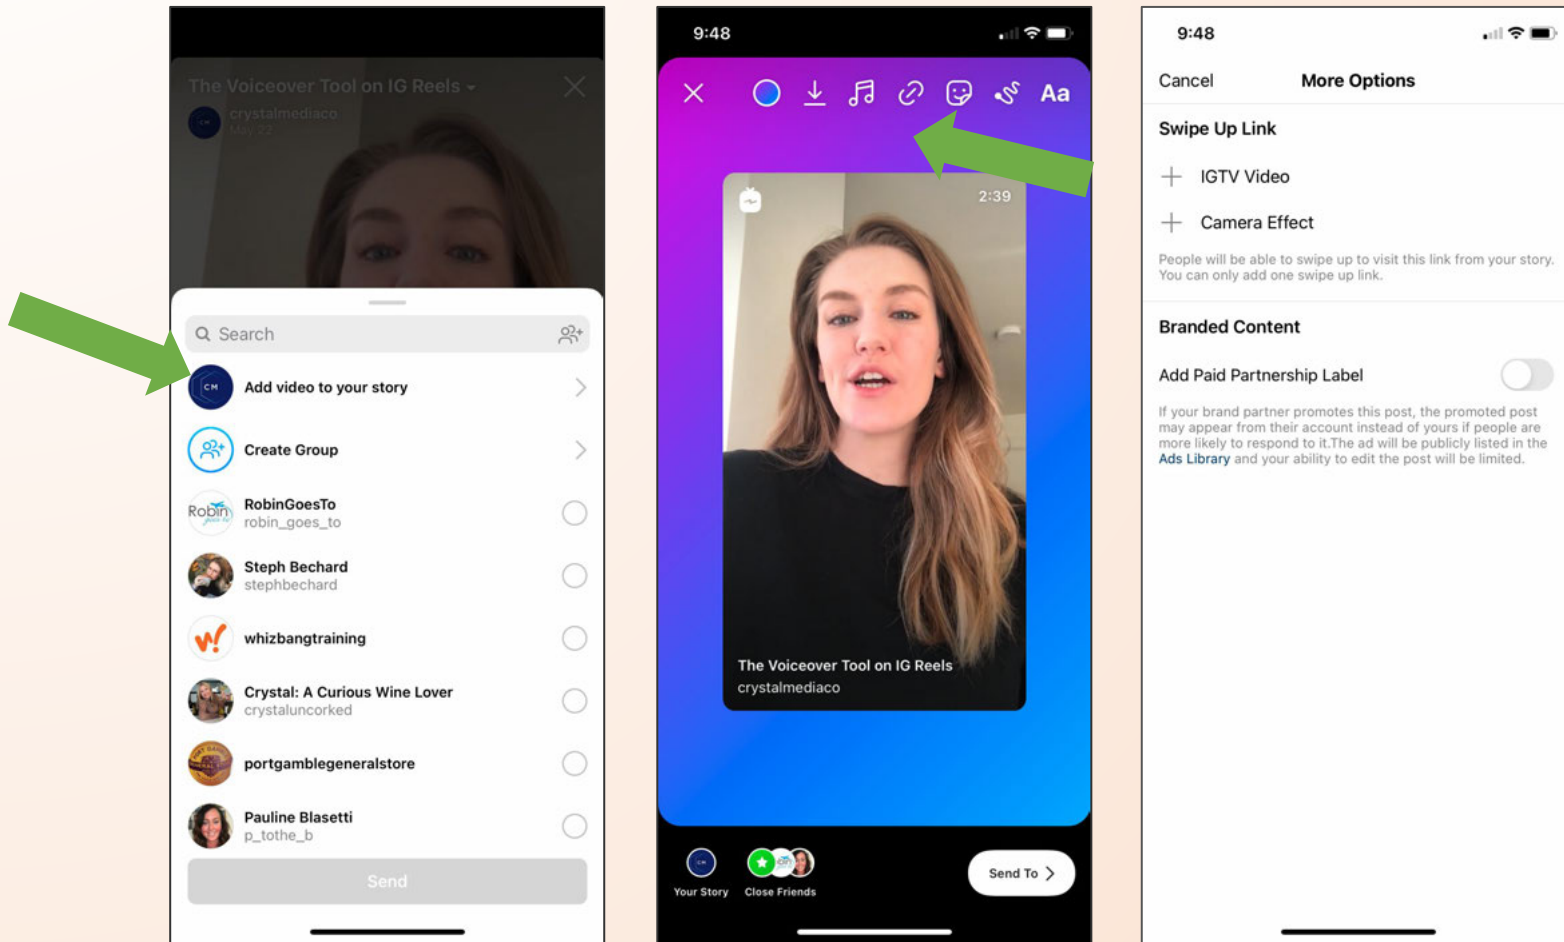 The Voiceover Tool on IG Reels
crystalmediaco
May 22
Search
CM
Add video to your story
Create Group
Robin
RobinGoesTo
robin_goes_to
Steph Bechard
stephbechard
w!
whizbangtraining
Crystal: A Curious Wine Lover
crystaluncorked
portgamblegeneralstore
Pauline Blasetti
p_tothe_b
Send
9:48
Aa
2:39
The Voiceover Tool on IG Reels
crystalmediaco
Your Story
Close Friends
Send To
9:48
Cancel
More Options
Swipe Up Link
IGTV Video
Camera Effect
People will be able to swipe up to visit this link from your story.
You can only add one swipe up link.
Branded Content
Add Paid Partnership Label
If your brand partner promotes this post, the promoted post
may appear from their account instead of yours if people are
more likely to respond to it.The ad will be publicly listed in the
Ads Library and your ability to edit the post will be limited.